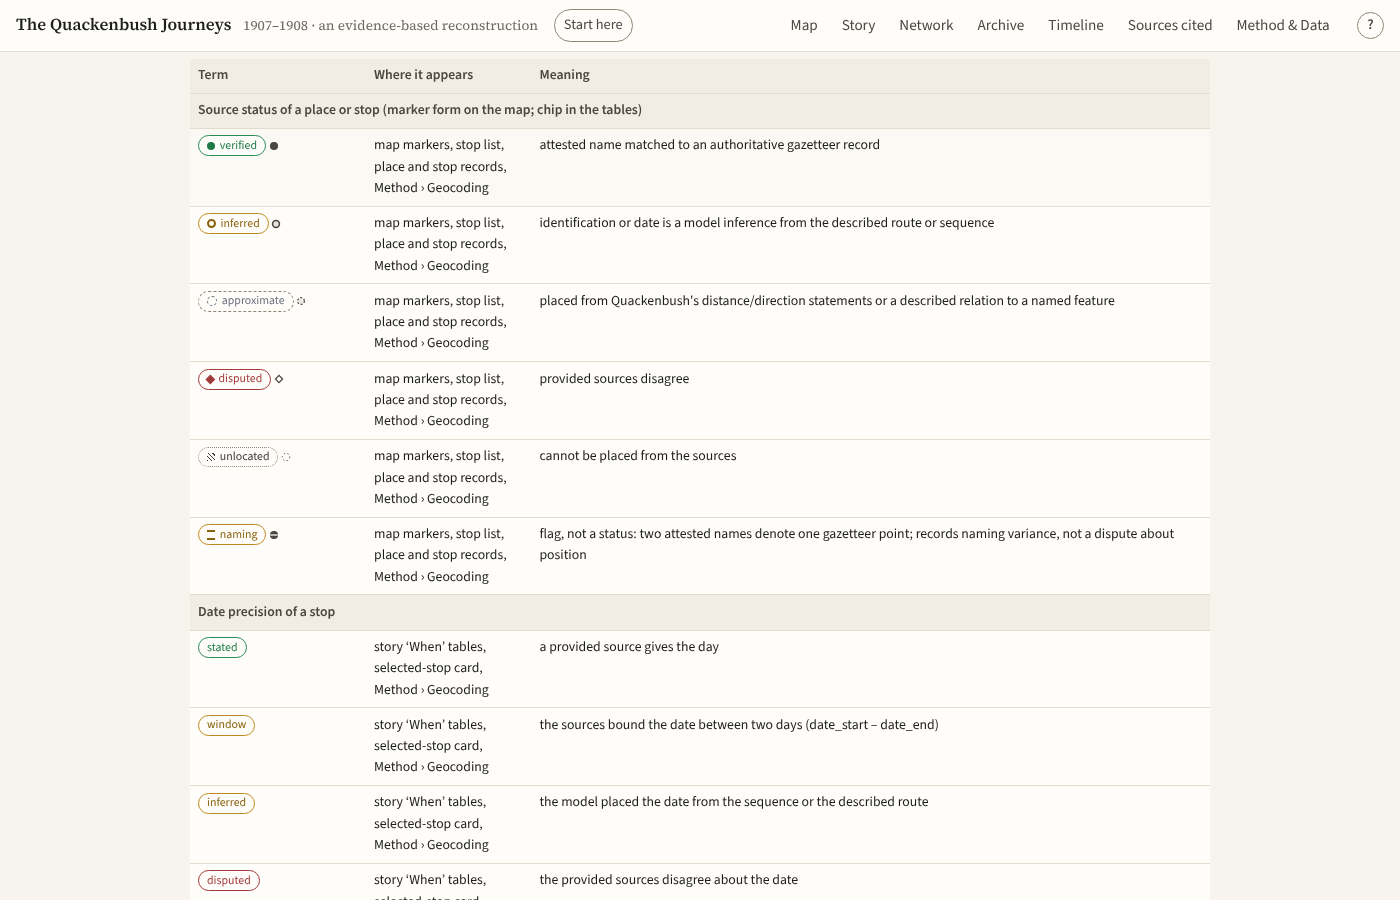 The Quackenbush Journeys 1907–1908 · an evidence-based reconstruction Start here Map Story Network Archive Timeline Sources cited Method & Data ?
Term Where it appears Meaning
Source status of a place or stop (marker form on the map; chip in the tables)
verified map markers, stop list, attested name matched to an authoritative gazetteer record
place and stop records,
Method › Geocoding
inferred map markers, stop list, identification or date is a model inference from the described route or sequence
place and stop records,
Method › Geocoding
approximate map markers, stop list, placed from Quackenbush's distance/direction statements or a described relation to a named feature
place and stop records,
Method › Geocoding
disputed map markers, stop list, provided sources disagree
place and stop records,
Method › Geocoding
unlocated map markers, stop list, cannot be placed from the sources
place and stop records,
Method › Geocoding
naming map markers, stop list, flag, not a status: two attested names denote one gazetteer point; records naming variance, not a dispute about
place and stop records, position
Method › Geocoding
Date precision of a stop
stated story ‘When’ tables, a provided source gives the day
selected-stop card,
Method › Geocoding
window story ‘When’ tables, the sources bound the date between two days (date_start – date_end)
selected-stop card,
Method › Geocoding
inferred story ‘When’ tables, the model placed the date from the sequence or the described route
selected-stop card,
Method › Geocoding
disputed story ‘When’ tables, the provided sources disagree about the date